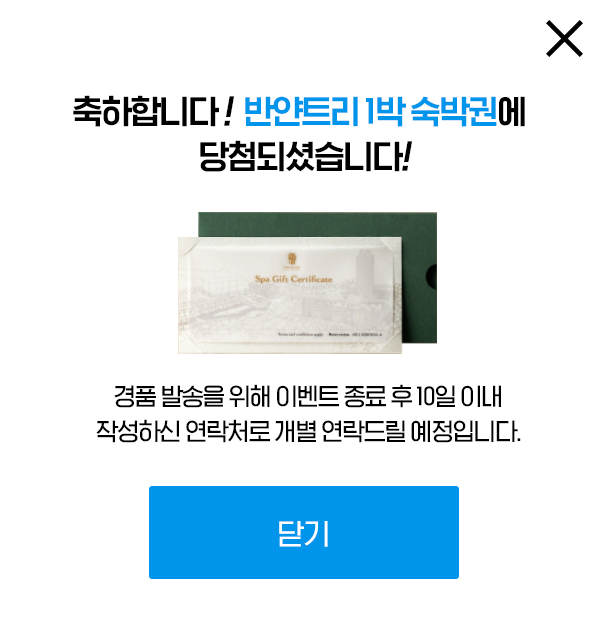 축하합니다! 반얀트리 1박 숙박권에
당첨되셨습니다!
Spa Gift Certificate
경품 발송을 위해 이벤트 종료 후 10일 이내
작성하신 연락처로 개별 연락드릴 예정입니다.
닫기